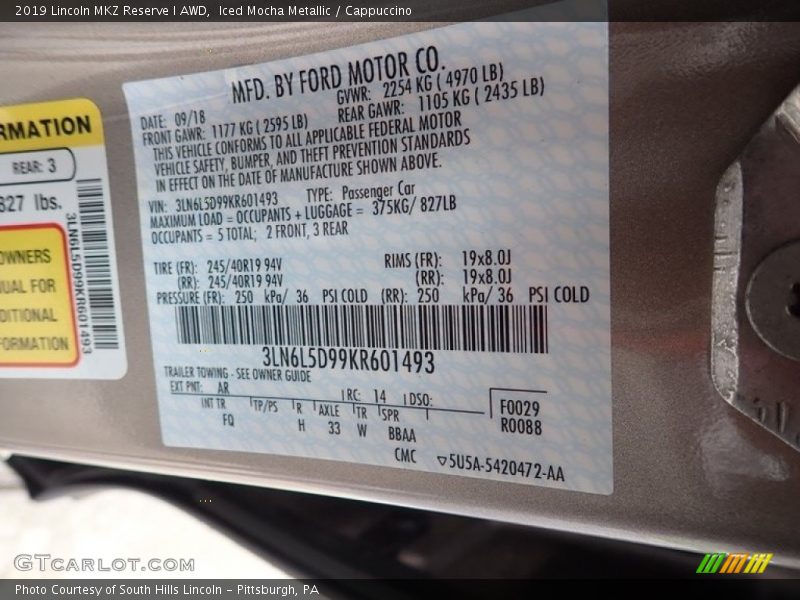 2019 Lincoln MKZ Reserve I AWD, Iced Mocha Metallic / Cappuccino
RMATION
REAR: 3
827 lbs.
OWNERS
UAL FOR
DITIONAL
FORMATION
3LN6L5D99KR601493
MFD. BY FORD MOTOR CO.
DATE: 09/18 GVWR: 2254 KG ( 4970 LB)
FRONT GAWR: 1177 KG ( 2595 LB) REAR GAWR: 1105 KG ( 2435 LB)
THIS VEHICLE CONFORMS TO ALL APPLICABLE FEDERAL MOTOR
VEHICLE SAFETY, BUMPER, AND THEFT PREVENTION STANDARDS
IN EFFECT ON THE DATE OF MANUFACTURE SHOWN ABOVE.
VIN: 3LN6L5D99KR601493 TYPE: Passenger Car
MAXIMUM LOAD = OCCUPANTS + LUGGAGE = 375KG/ 827LB
OCCUPANTS = 5 TOTAL; 2 FRONT, 3 REAR
TIRE (FR): 245/40R19 94V RIMS (FR): 19x8.0J
(RR): 245/40R19 94V (RR): 19x8.0J
PRESSURE (FR): 250 kPa/ 36 PSI COLD (RR): 250 kPa/ 36 PSI COLD
3LN6L5D99KR601493
TRAILER TOWING - SEE OWNER GUIDE
EXT PNT: AR RC: 14 DSO:
INT TR TP/PS R AXLE TR SPR F0029
FQ H 33 W BBAA R0088
CMC ▽5U5A-5420472-AA
GTcarlot.com
Photo Courtesy of South Hills Lincoln – Pittsburgh, PA